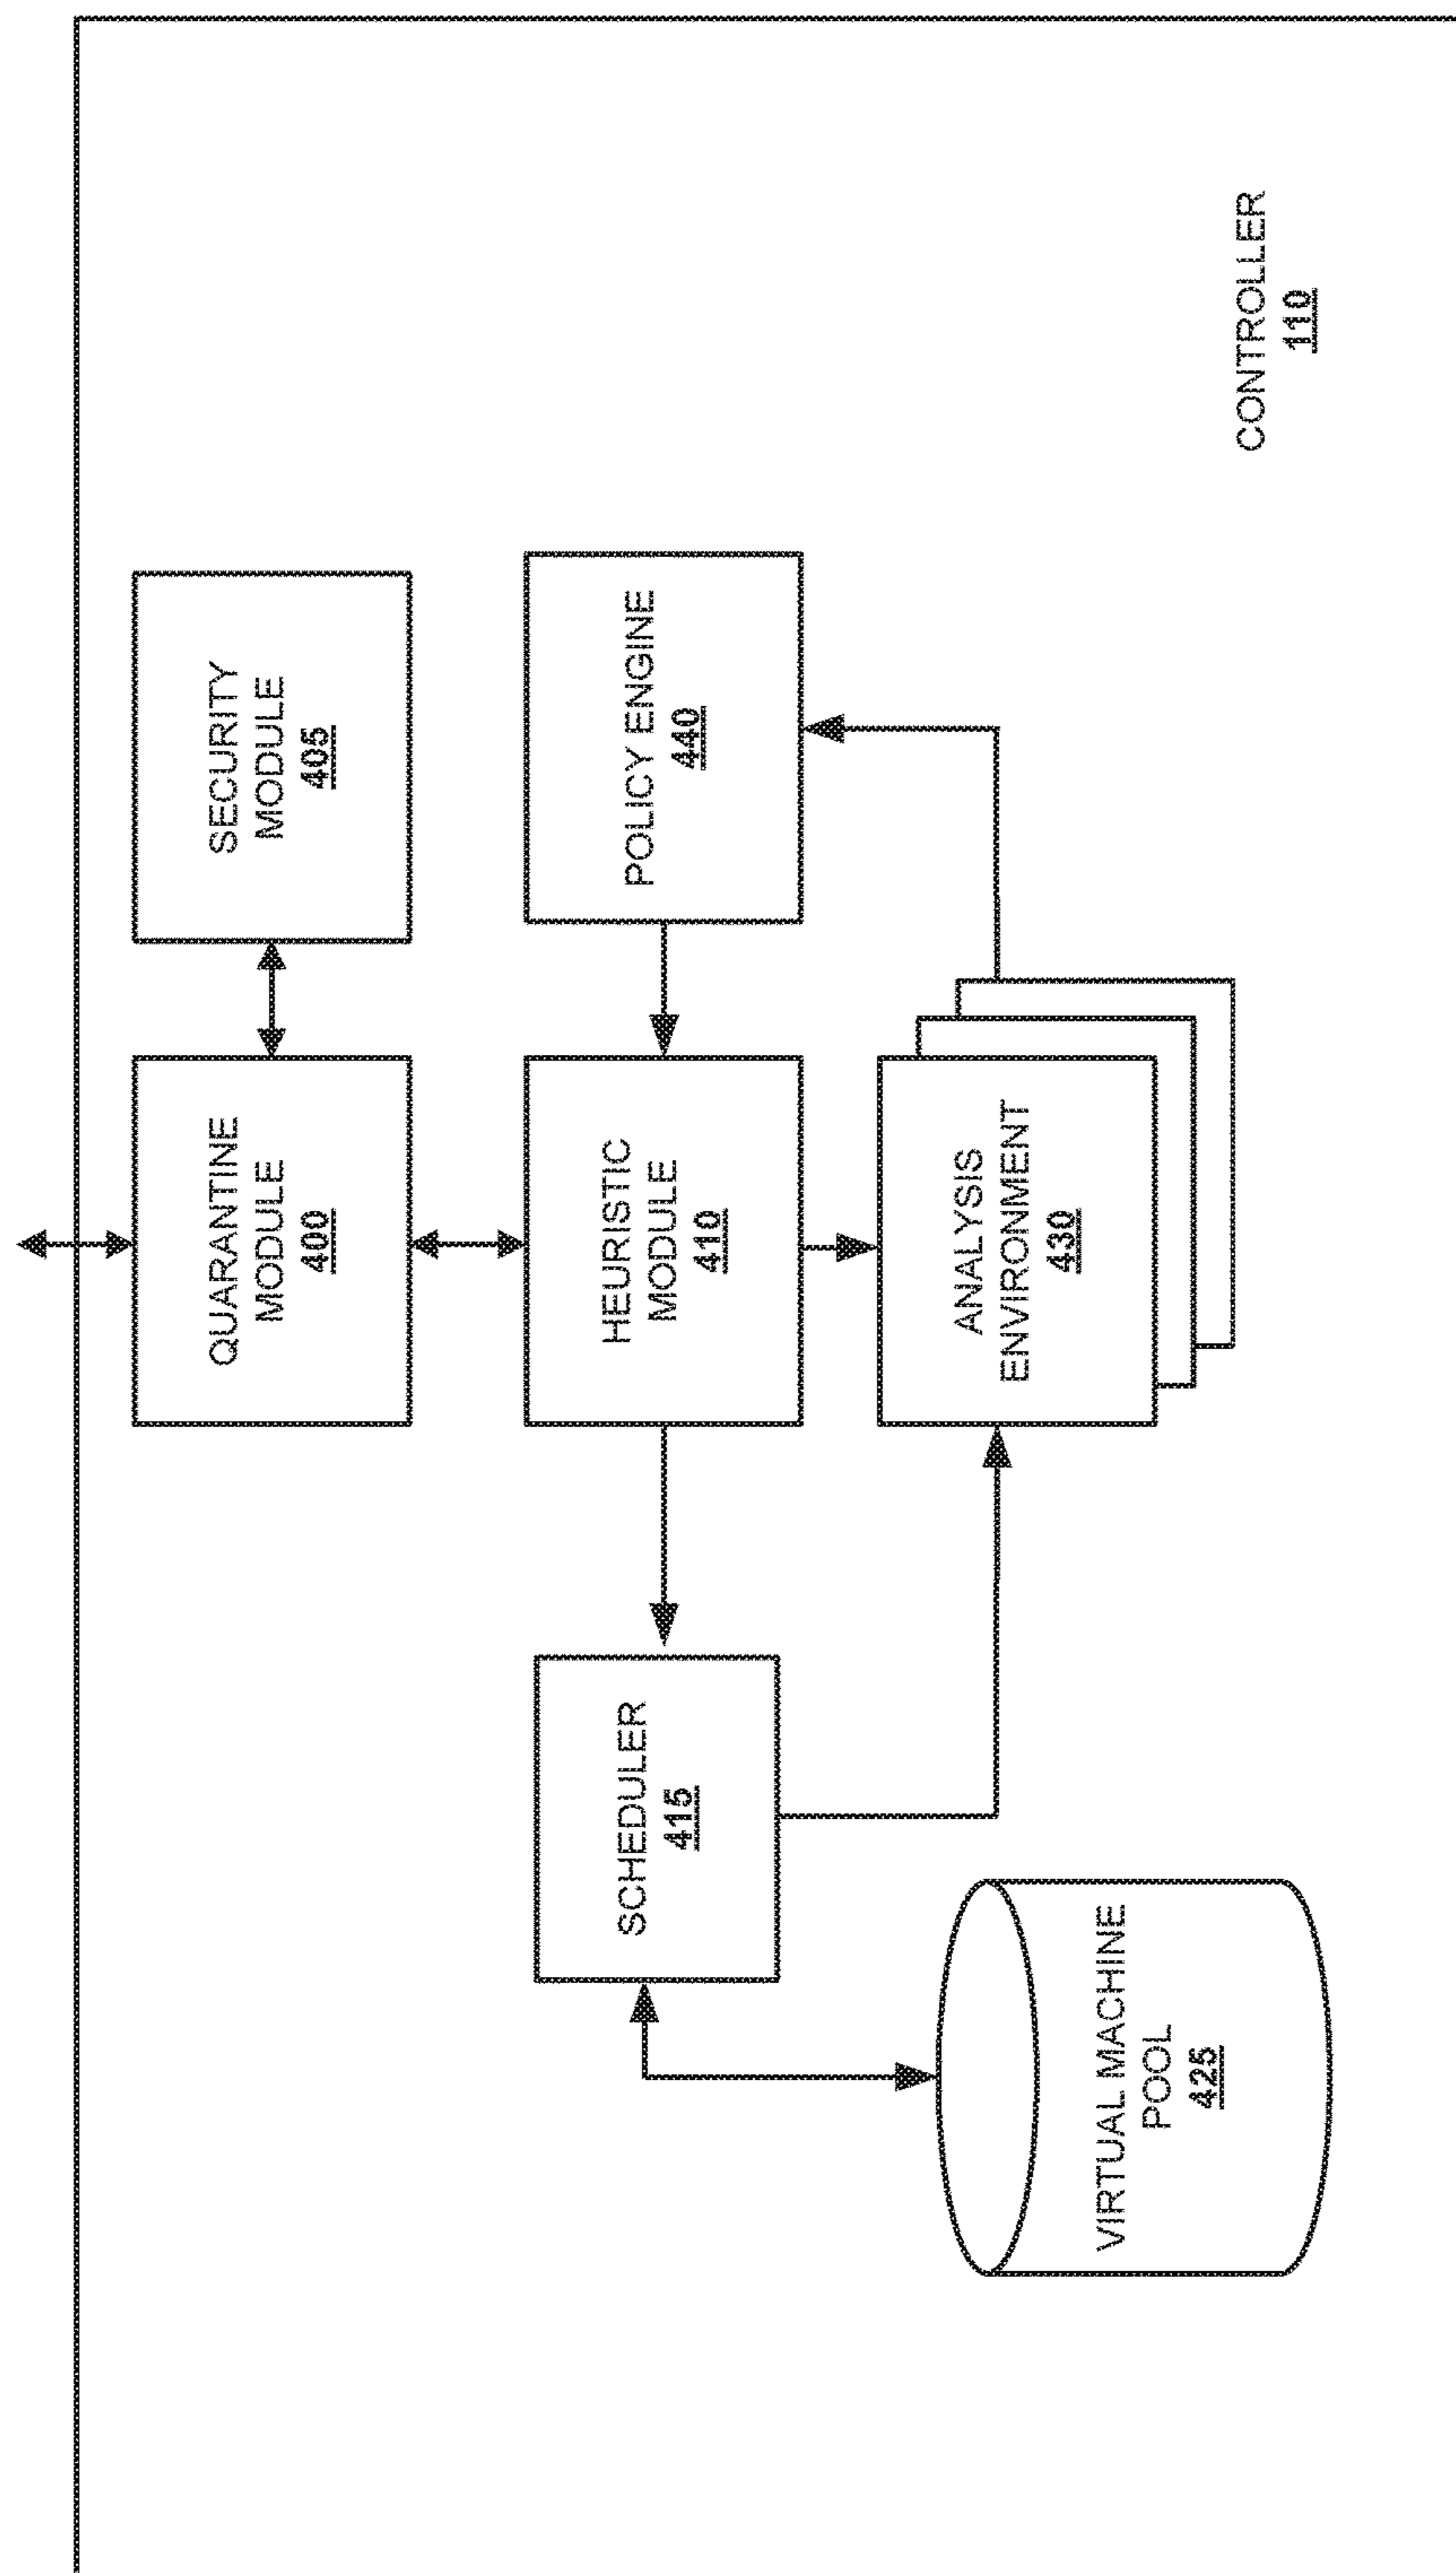 QUARANTINE
MODULE
400
SECURITY
MODULE
405
SCHEDULER
415
HEURISTIC
MODULE
410
POLICY ENGINE
440
VIRTUAL MACHINE
POOL
425
ANALYSIS
ENVIRONMENT
430
CONTROLLER
110